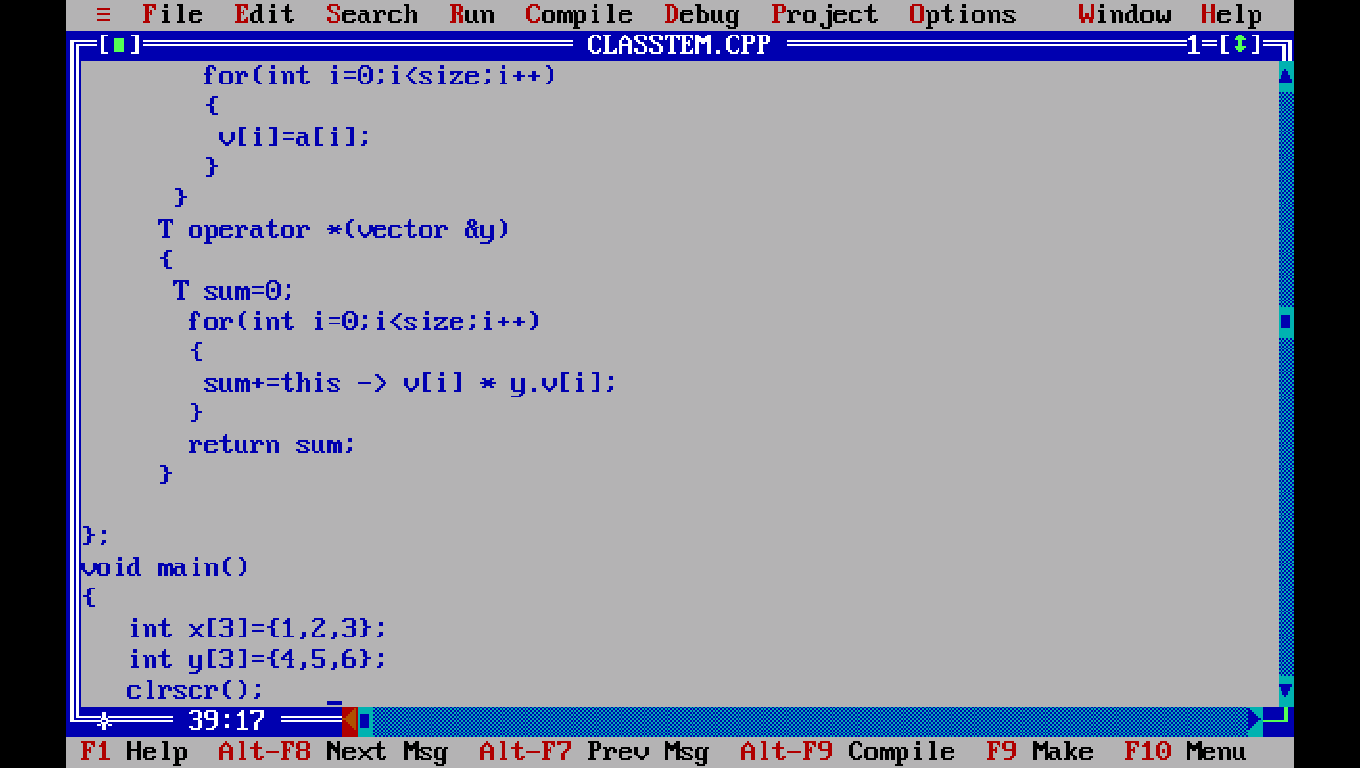 ≡ File Edit Search Run Compile Debug Project Options Window Help
[■] CLASSTEM.CPP 1=[↕]
for(int i=0;i<size;i++)
{
v[i]=a[i];
}
}
T operator *(vector &y)
{
T sum=0;
for(int i=0;i<size;i++)
{
sum+=this -> v[i] * y.v[i];
}
return sum;
}
};
void main()
{
int x[3]={1,2,3};
int y[3]={4,5,6};
clrscr();
* 39:17
F1 Help Alt-F8 Next Msg Alt-F7 Prev Msg Alt-F9 Compile F9 Make F10 Menu